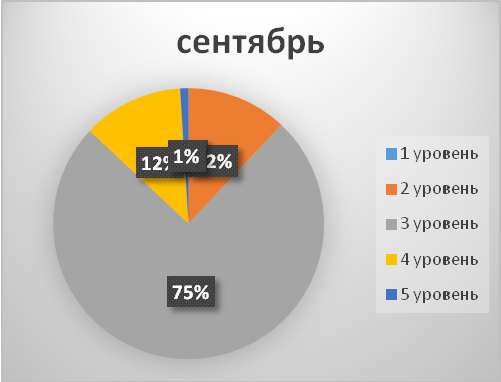 сентябрь
12% 1% 2%
75%
1 уровень
2 уровень
3 уровень
4 уровень
5 уровень